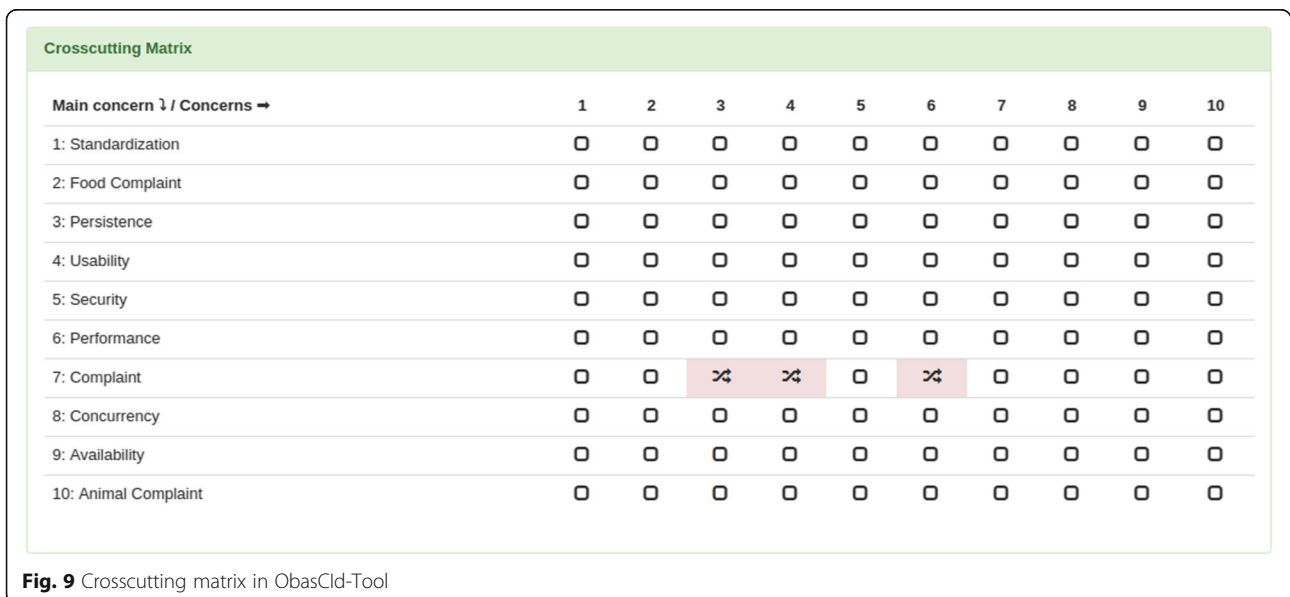 Crosscutting Matrix
Main concern ⤵ / Concerns ➡ 1 2 3 4 5 6 7 8 9 10
1: Standardization
2: Food Complaint
3: Persistence
4: Usability
5: Security
6: Performance
7: Complaint
8: Concurrency
9: Availability
10: Animal Complaint
Fig. 9 Crosscutting matrix in ObasCId-Tool